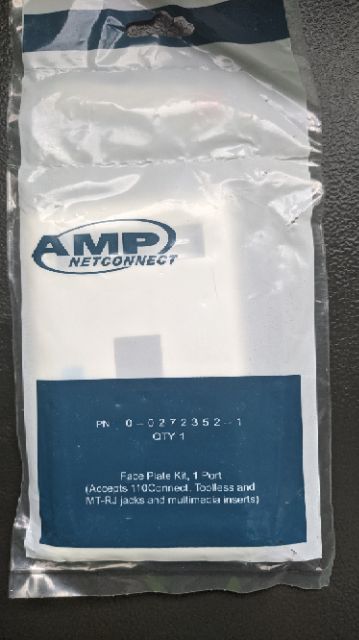 AMP
NETCONNECT
PN 0-0272352-1
QTY 1
Face Plate Kit, 1 Port
(Accepts 110Connect, Toolless and
MT-RJ jacks and multimedia inserts)